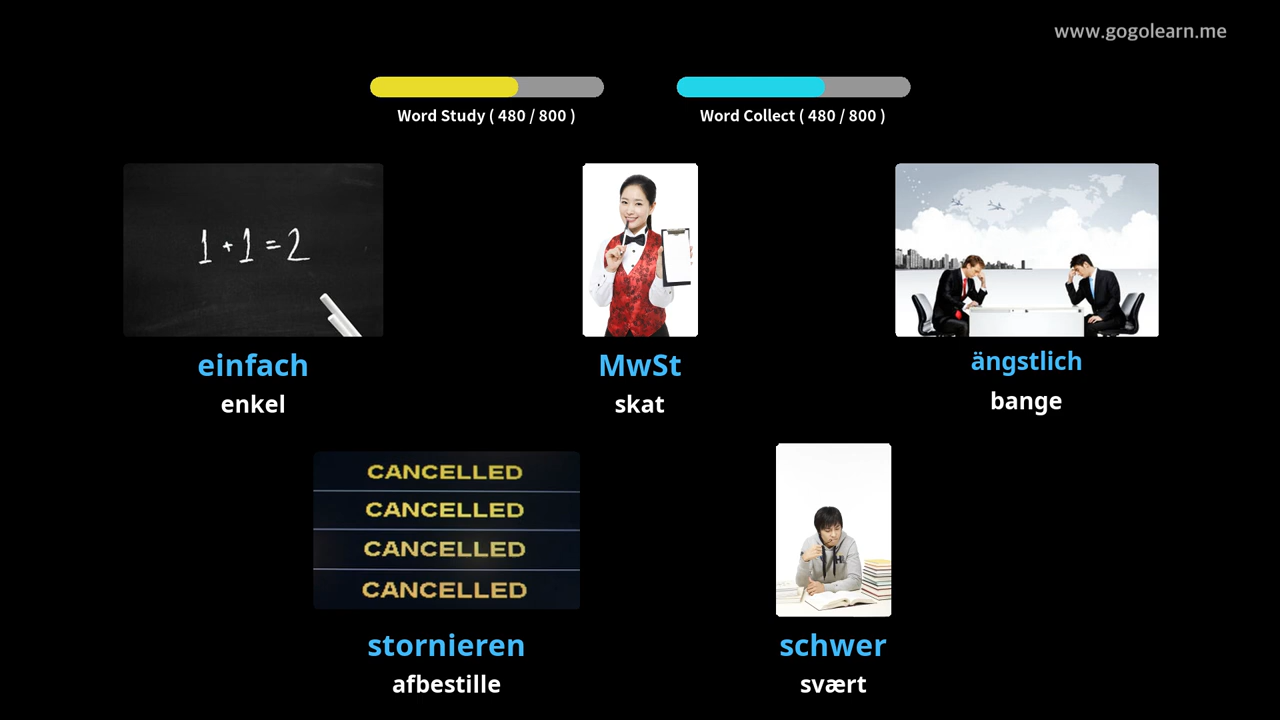 www.gogolearn.me
Word Study ( 480 / 800 )
Word Collect ( 480 / 800 )
1 + 1 = 2
einfach
enkel
MwSt
skat
ängstlich
bange
CANCELLED
CANCELLED
CANCELLED
CANCELLED
stornieren
afbestille
schwer
svært